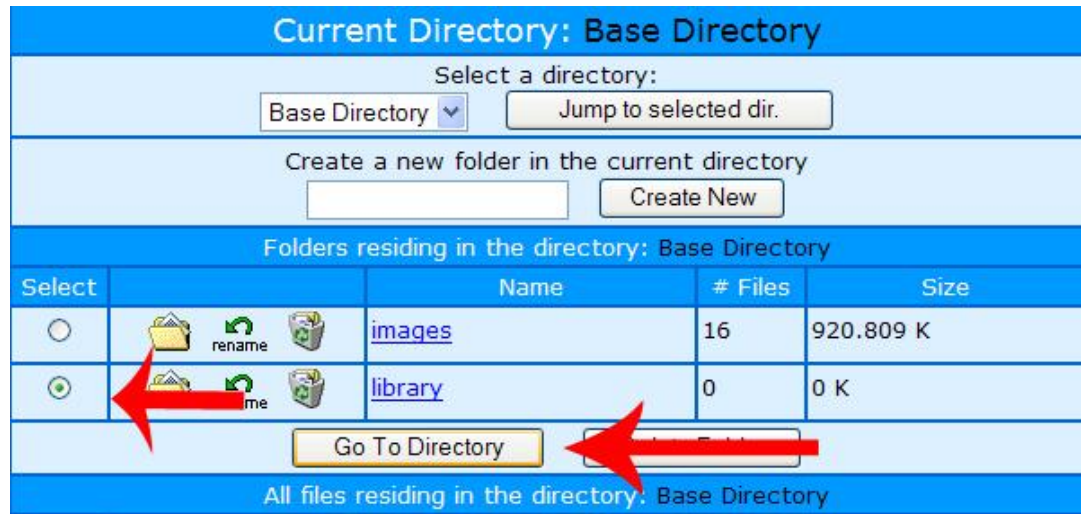 Current Directory: Base Directory
Select a directory:
Base Directory Jump to selected dir.
Create a new folder in the current directory
Create New
Folders residing in the directory: Base Directory
Select Name # Files Size
rename images 16 920.809 K
library 0 0 K
Go To Directory
All files residing in the directory: Base Directory